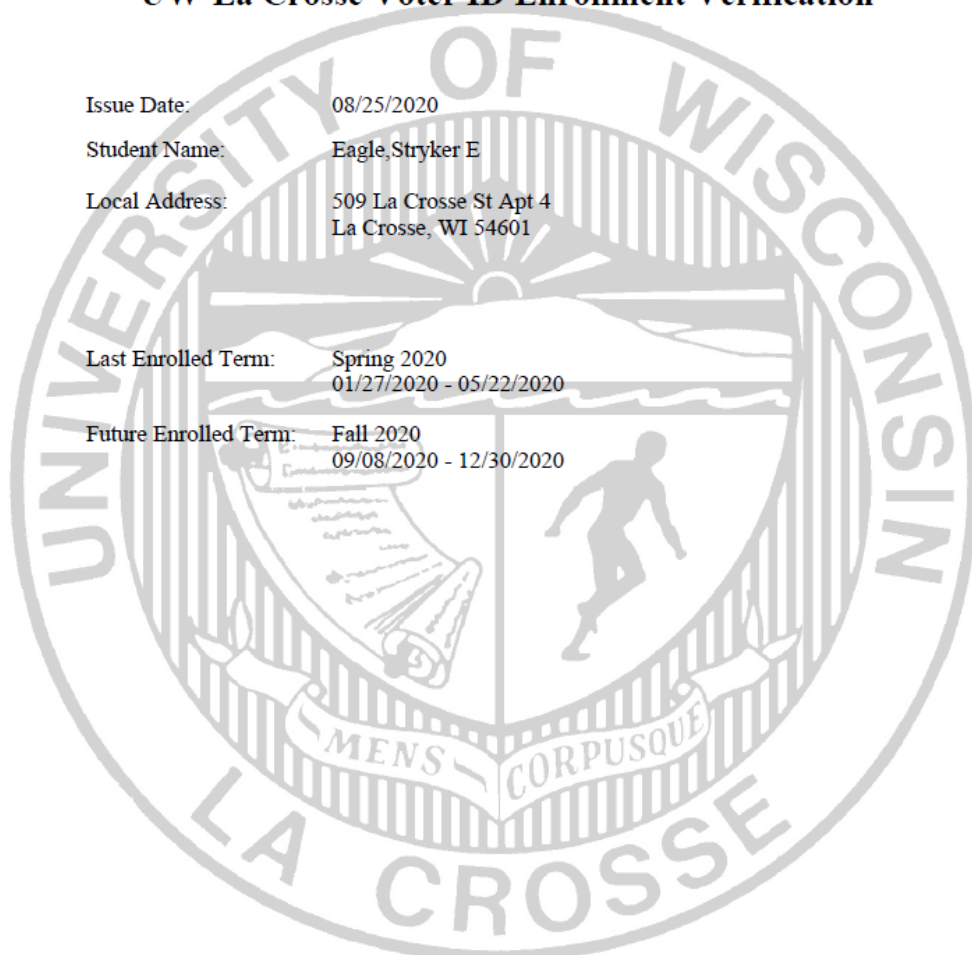 UW-La Crosse Voter ID Enrollment Verification
Issue Date: 08/25/2020
Student Name: Eagle,Stryker E
Local Address: 509 La Crosse St Apt 4
La Crosse, WI 54601
Last Enrolled Term: Spring 2020
01/27/2020 - 05/22/2020
Future Enrolled Term: Fall 2020
09/08/2020 - 12/30/2020
UNIVERSITY OF WISCONSIN
MENS CORPUSQUE
LA CROSSE